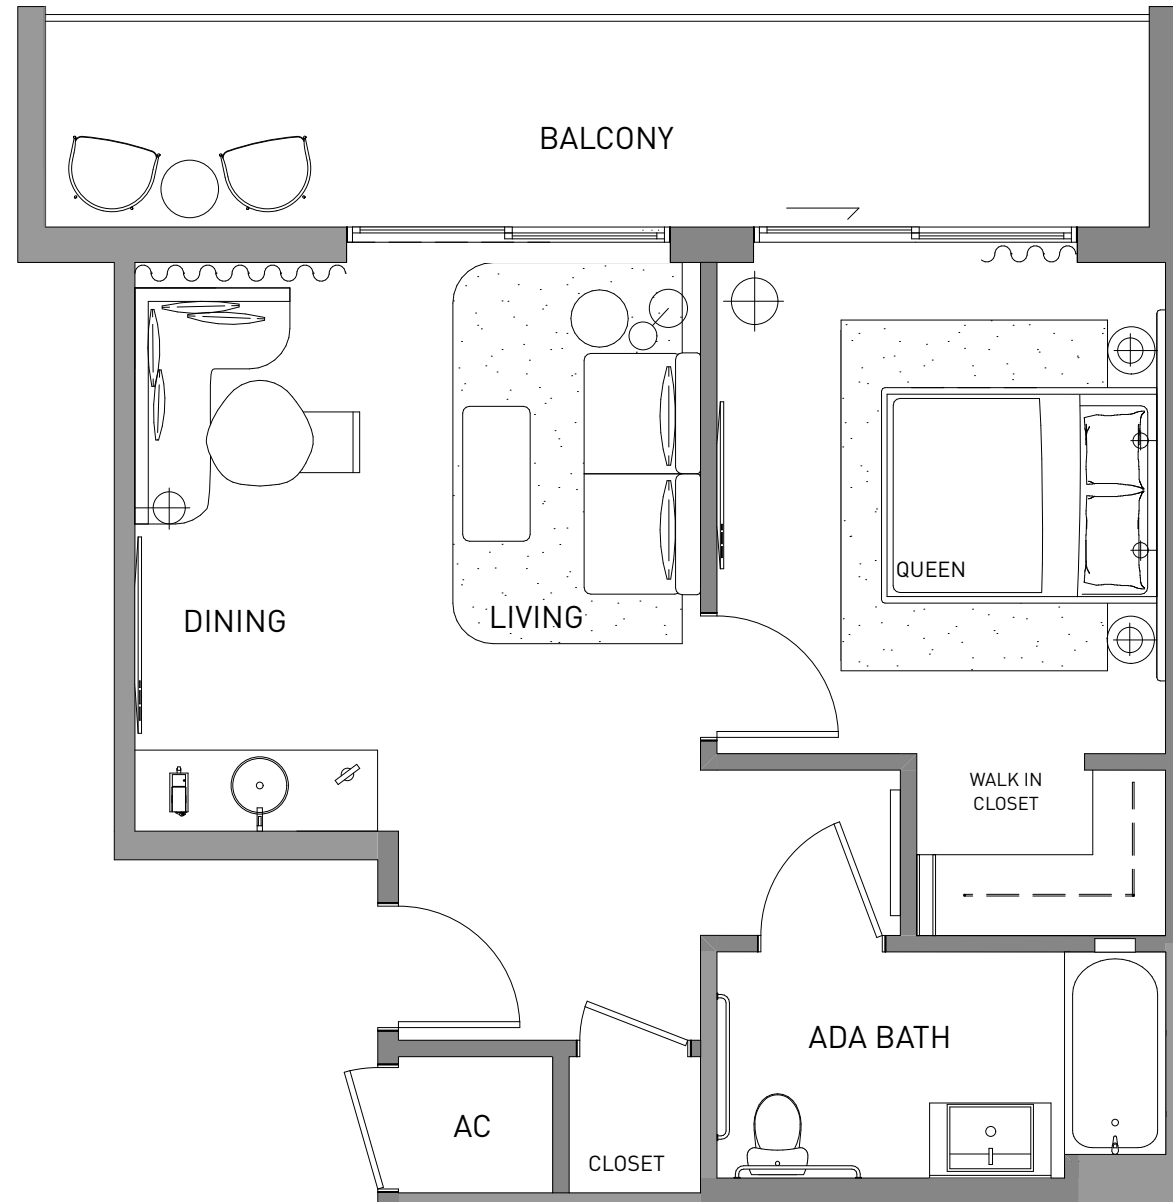 BALCONY
QUEEN
DINING
LIVING
WALK IN
CLOSET
ADA BATH
AC
CLOSET